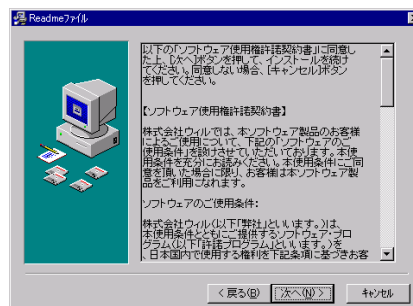 Readmeファイル
以下の「ソフトウェア使用権許諾契約書」に同意し
た上、[次へ]ボタンを押して、インストールを続け
てください。同意しない場合、[キャンセル]ボタン
を押してください。
【ソフトウェア使用権許諾契約書】
株式会社ウィルでは、本ソフトウェア製品のお客様
によるご使用について、下記の「ソフトウェアのご
使用条件」を設けさせていただいております。本使
用条件を充分にお読みください。本使用条件にご同
意を頂いた場合に限り、お客様は本ソフトウェア製
品をご利用になれます。
ソフトウェアのご使用条件:
株式会社ウィル(以下「弊社」といいます。)は、
本使用条件とともにご提供するソフトウェア・プロ
グラム(以下「許諾プログラム」といいます。)を
、日本国内で使用する権利を下記条項に基づきお客
< 戻る(B)
次へ(N) >
キャンセル